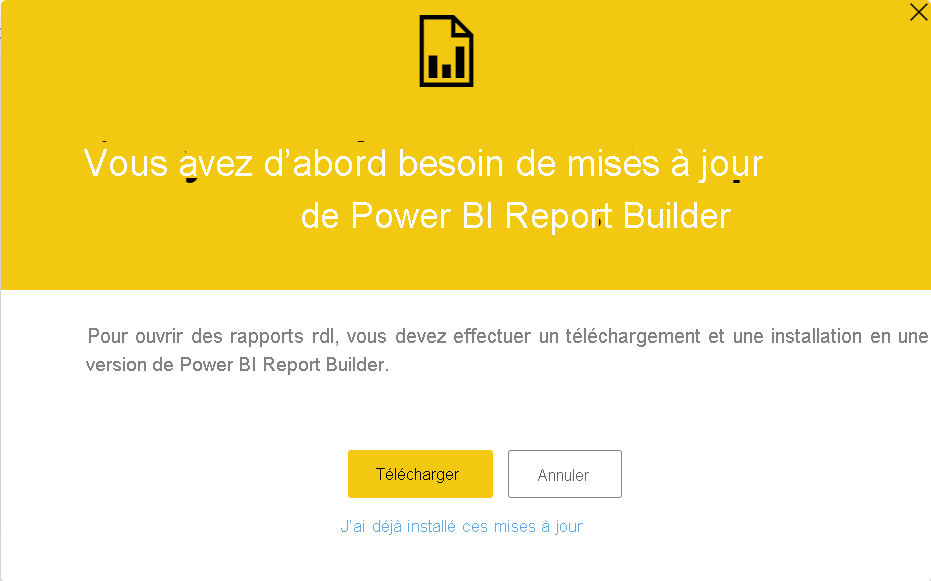 Vous avez d’abord besoin de mises à jour
de Power BI Report Builder
Pour ouvrir des rapports rdl, vous devez effectuer un téléchargement et une installation en une
version de Power BI Report Builder.
Télécharger
Annuler
J’ai déjà installé ces mises à jour